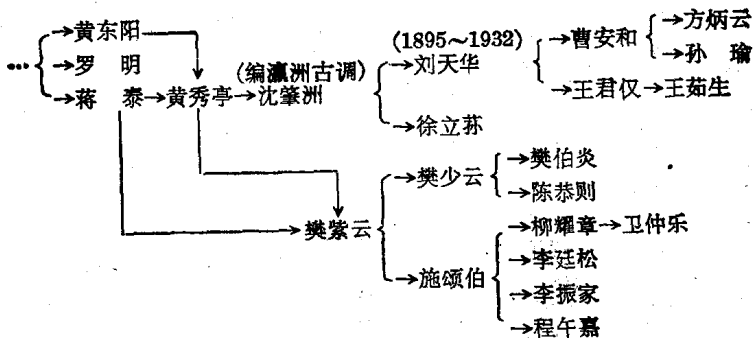 …→黄东阳
→罗 明
→蒋 泰→黄秀亭→沈肇洲
(编瀛洲古调)
(1895~1932)
→刘天华
→徐立荪
→曹安和
→方炳云
→孙 瑜
→王君仅→王茹生
→樊紫云
→樊少云
→樊伯炎
→陈恭则
→施颂伯
→柳耀章→卫仲乐
→李廷松
→李振家
→程午嘉